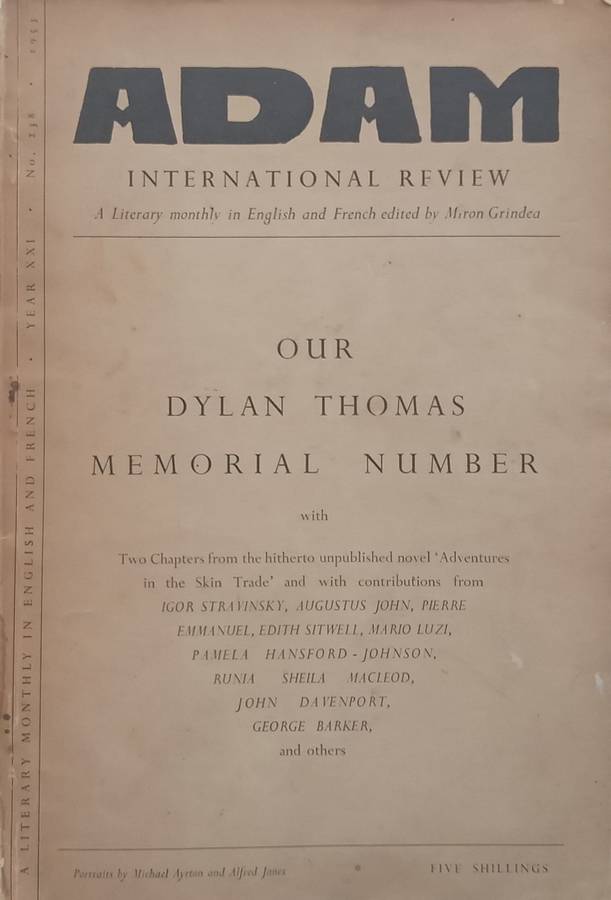 ADAM
INTERNATIONAL REVIEW
A Literary monthly in English and French edited by Miron Grindea
OUR
DYLAN THOMAS
MEMORIAL NUMBER
with
Two Chapters from the hitherto unpublished novel ‘Adventures
in the Skin Trade’ and with contributions from
IGOR STRAVINSKY, AUGUSTUS JOHN, PIERRE
EMMANUEL, EDITH SITWELL, MARIO LUZI,
PAMELA HANSFORD-JOHNSON,
RUNIA SHEILA MACLEOD,
JOHN DAVENPORT,
GEORGE BARKER,
and others
Portraits by Michael Ayrton and Alfred Janes
FIVE SHILLINGS
A LITERARY MONTHLY IN ENGLISH AND FRENCH • YEAR XXI • No. 238 • 1953